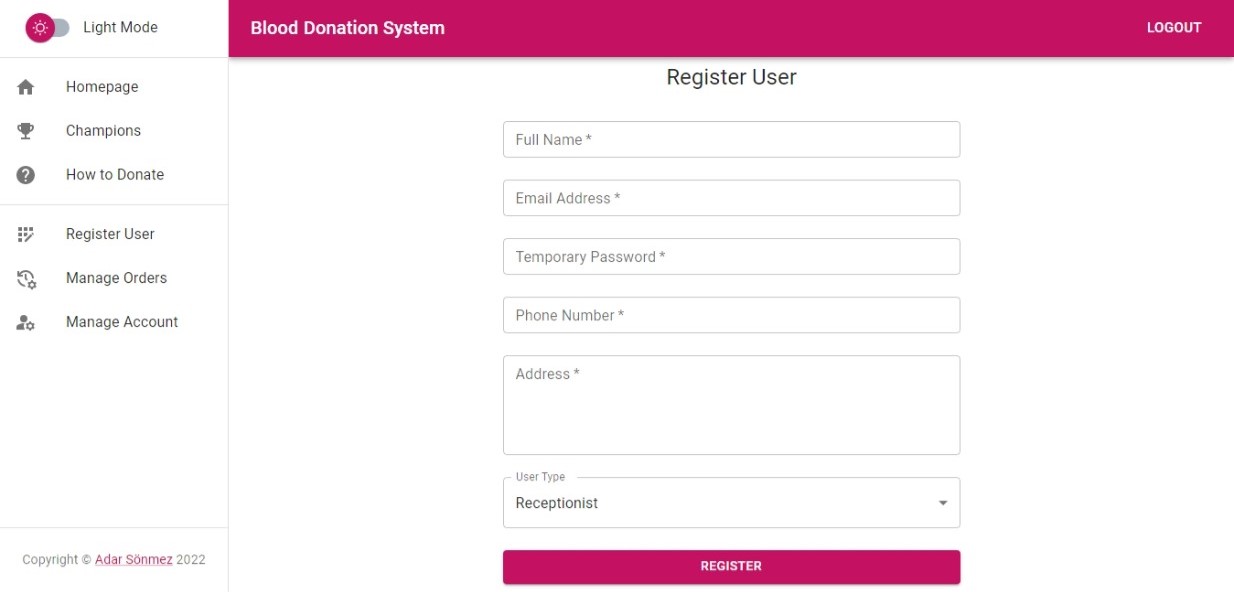 Light Mode
Blood Donation System
LOGOUT
Homepage
Champions
How to Donate
Register User
Manage Orders
Manage Account
Copyright © Adar Sönmez 2022
Register User
Full Name *
Email Address *
Temporary Password *
Phone Number *
Address *
User Type
Receptionist
REGISTER